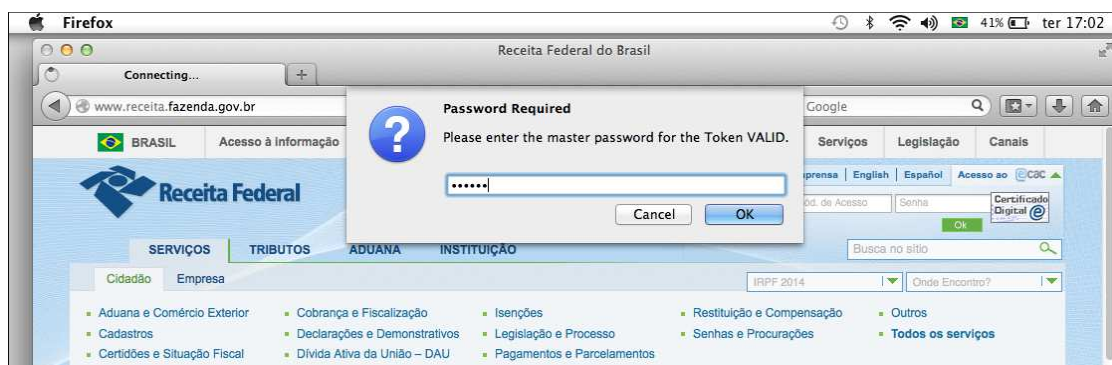 Firefox 41% ter 17:02
Receita Federal do Brasil
Connecting...
www.receita.fazenda.gov.br Google
Password Required
Please enter the master password for the Token VALID.
Cancel OK
BRASIL Acesso à informação Serviços Legislação Canais
English Español Acesso ao eCAC
Receita Federal
de Acesso Senha Certificado
Digital e
Ok
SERVIÇOS TRIBUTOS ADUANA INSTITUIÇÃO Busca no sítio
Cidadão Empresa IRPF 2014 Onde Encontro?
Aduana e Comércio Exterior Cobrança e Fiscalização Isenções Restituição e Compensação Outros
Cadastros Declarações e Demonstrativos Legislação e Processo Senhas e Procurações Todos os serviços
Certidões e Situação Fiscal Dívida Ativa da União – DAU Pagamentos e Parcelamentos